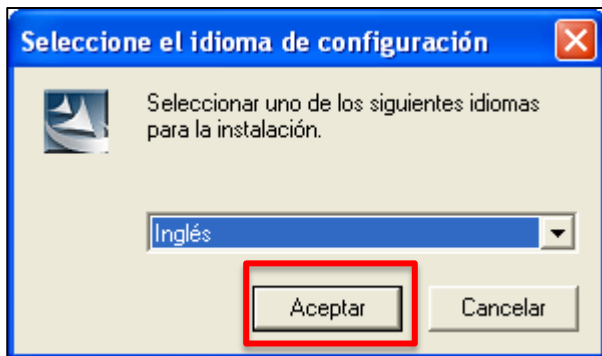 Seleccione el idioma de configuración
Seleccionar uno de los siguientes idiomas
para la instalación.
Inglés
Aceptar
Cancelar